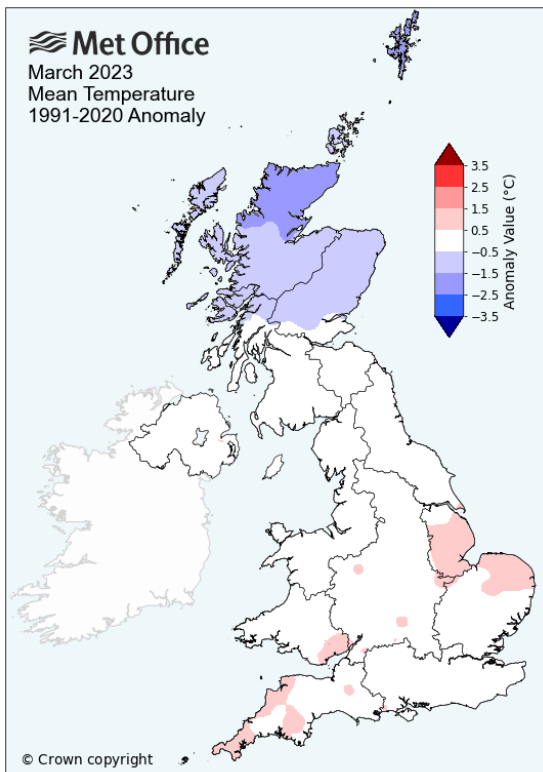 Met Office
March 2023
Mean Temperature
1991-2020 Anomaly
3.5
2.5
1.5
0.5
−0.5
−1.5
−2.5
−3.5
Anomaly Value (°C)
© Crown copyright